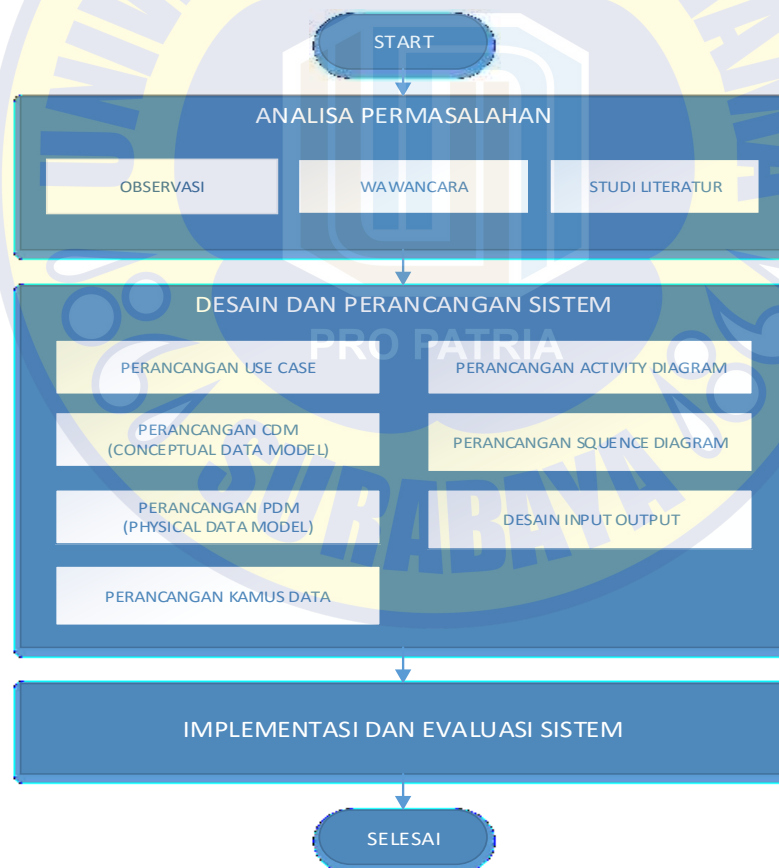 START
ANALISA PERMASALAHAN
OBSERVASI
WAWANCARA
STUDI LITERATUR
DESAIN DAN PERANCANGAN SISTEM
PRO PATRIA
PERANCANGAN USE CASE
PERANCANGAN ACTIVITY DIAGRAM
PERANCANGAN CDM
(CONCEPTUAL DATA MODEL)
PERANCANGAN SQUENCE DIAGRAM
PERANCANGAN PDM
(PHYSICAL DATA MODEL)
DESAIN INPUT OUTPUT
PERANCANGAN KAMUS DATA
SURABAYA
IMPLEMENTASI DAN EVALUASI SISTEM
SELESAI